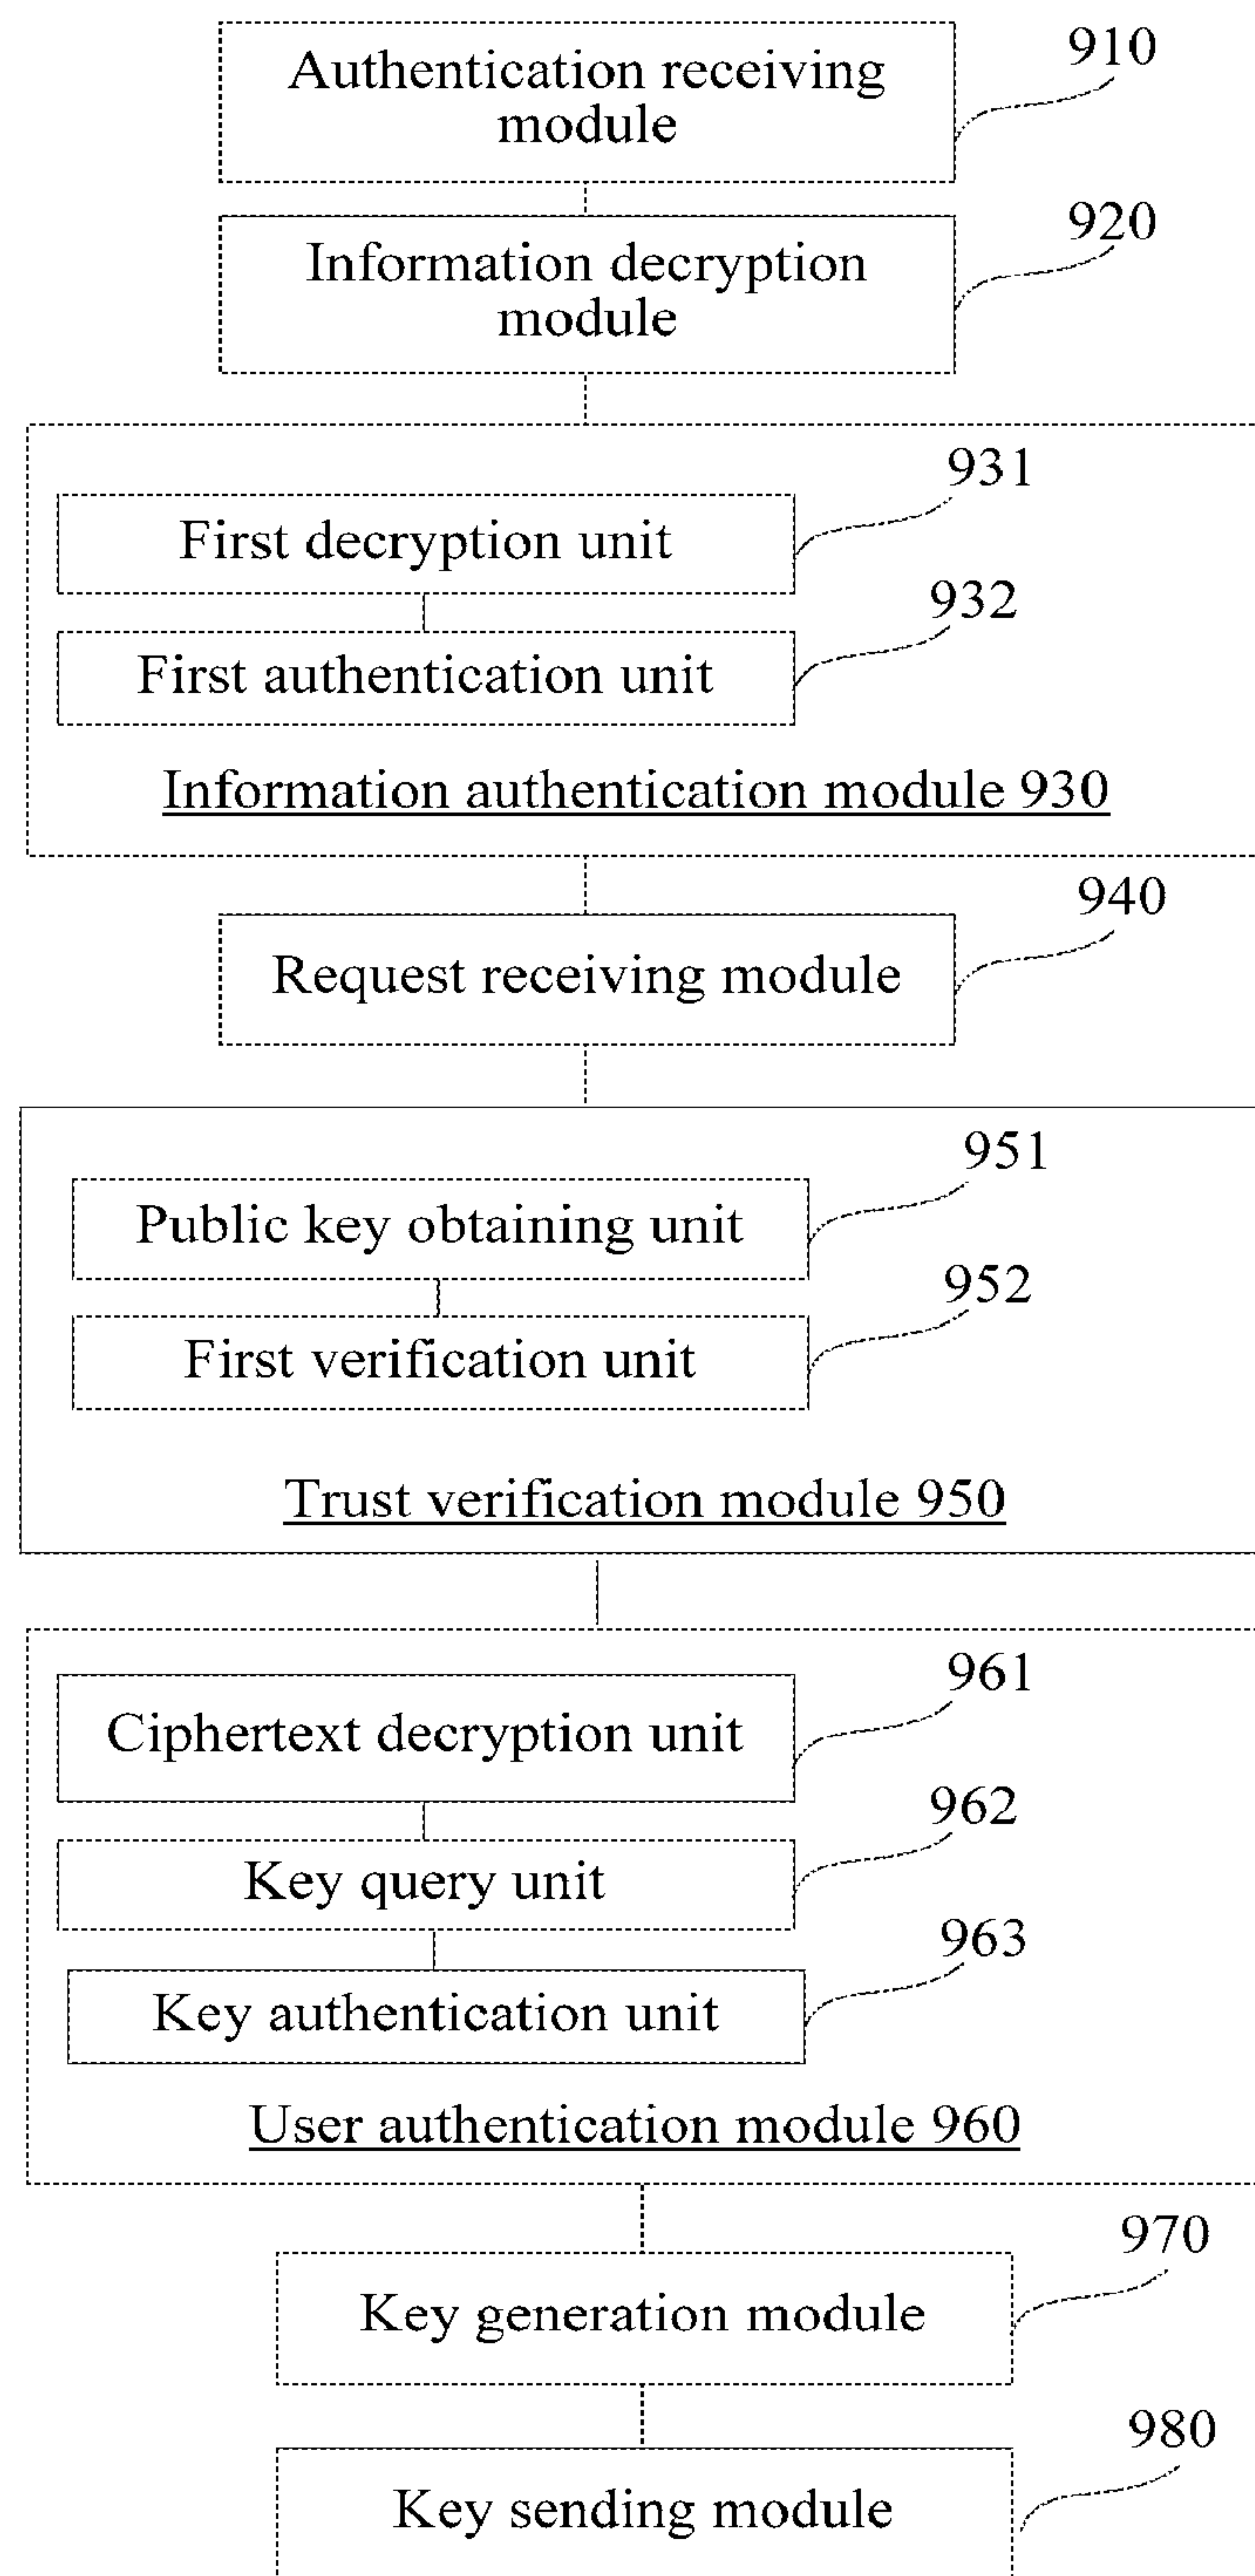 Authentication receiving
module
910
Information decryption
module
920
931
First decryption unit
932
First authentication unit
Information authentication module 930
940
Request receiving module
951
Public key obtaining unit
952
First verification unit
Trust verification module 950
961
Ciphertext decryption unit
962
Key query unit
963
Key authentication unit
User authentication module 960
970
Key generation module
980
Key sending module